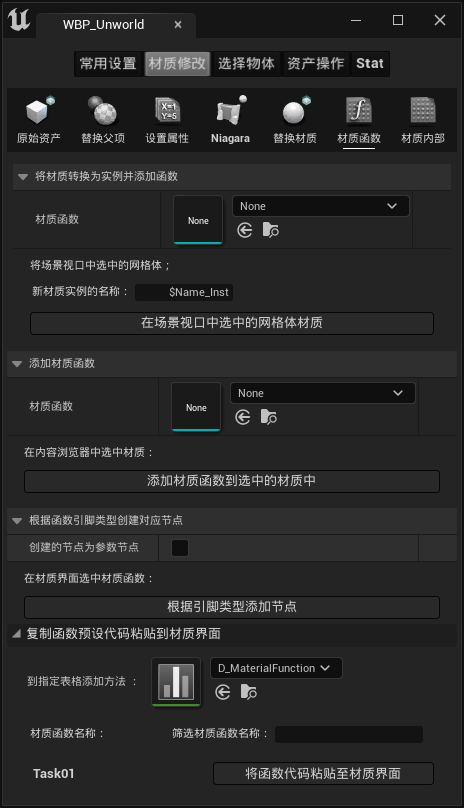 WBP_Unworld
常用设置 材质修改 选择物体 资产操作 Stat
原始资产 替换父项 设置属性 Niagara 替换材质 材质函数 材质内部
将材质转换为实例并添加函数
材质函数 None None
将场景视口中选中的网格体；
新材质实例的名称： $Name_Inst
在场景视口中选中的网格体材质
添加材质函数
材质函数 None None
在内容浏览器中选中材质：
添加材质函数到选中的材质中
根据函数引脚类型创建对应节点
创建的节点为参数节点
在材质界面选中材质函数：
根据引脚类型添加节点
复制函数预设代码粘贴到材质界面
到指定表格添加方法： D_MaterialFunction
材质函数名称： 筛选材质函数名称：
Task01 将函数代码粘贴至材质界面